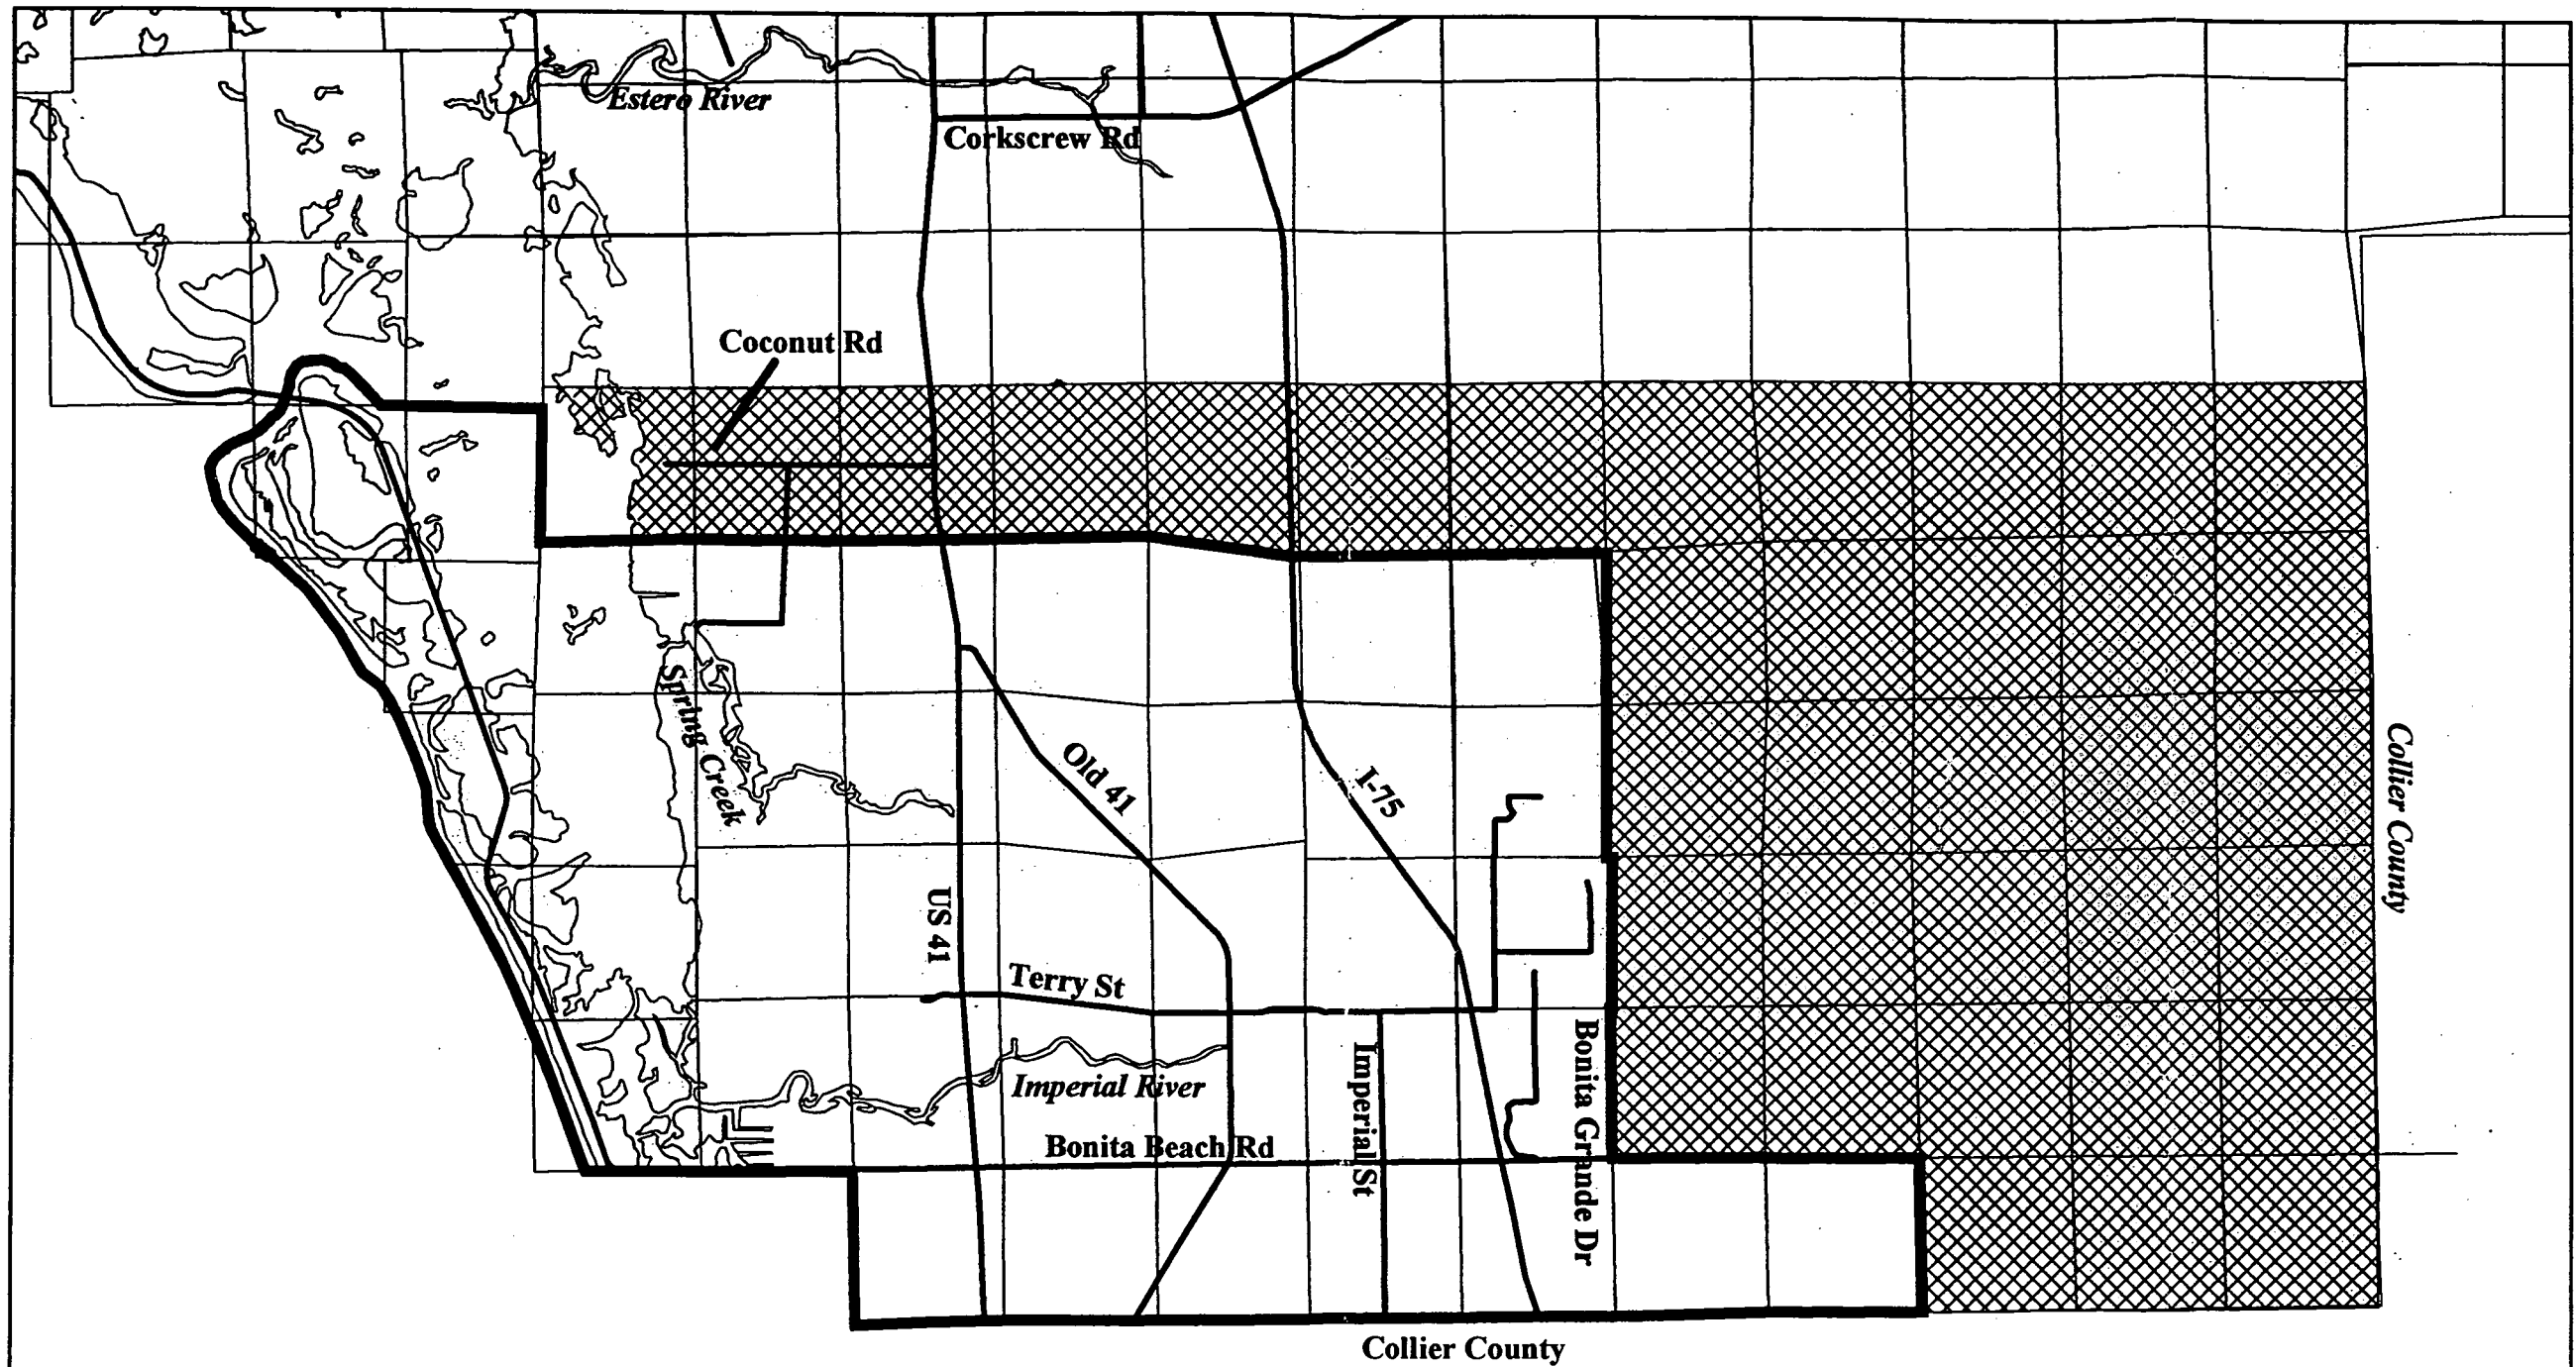 Estero River
Corkscrew Rd
Coconut Rd
Spring Creek
Old 41
I-75
Collier County
US 41
Terry St
Imperial River
Imperial St
Bonita Grande Dr
Bonita Beach Rd
Collier County